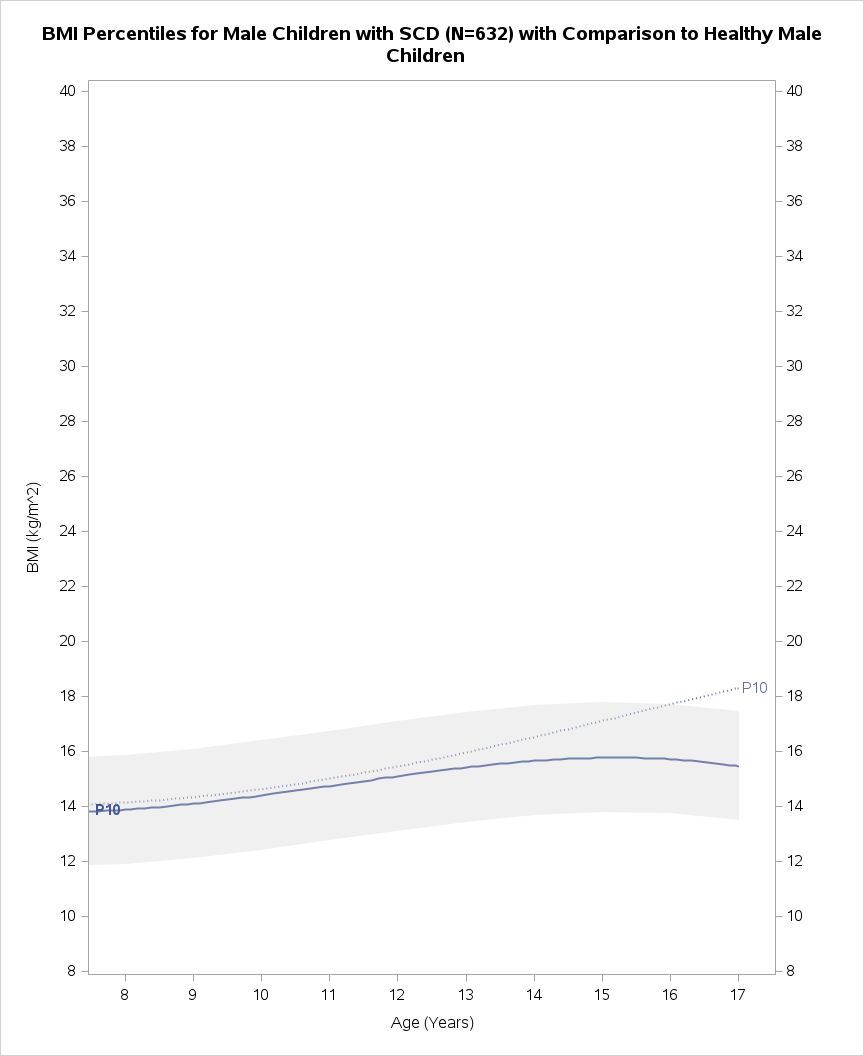 BMI Percentiles for Male Children with SCD (N=632) with Comparison to Healthy Male
Children
40 40
38 38
36 36
34 34
32 32
30 30
28 28
26 26
24 24
22 22
20 20
18 18
16 16
14 14
12 12
10 10
8 8
BMI (kg/m^2)
P10
P10
8 9 10 11 12 13 14 15 16 17
Age (Years)